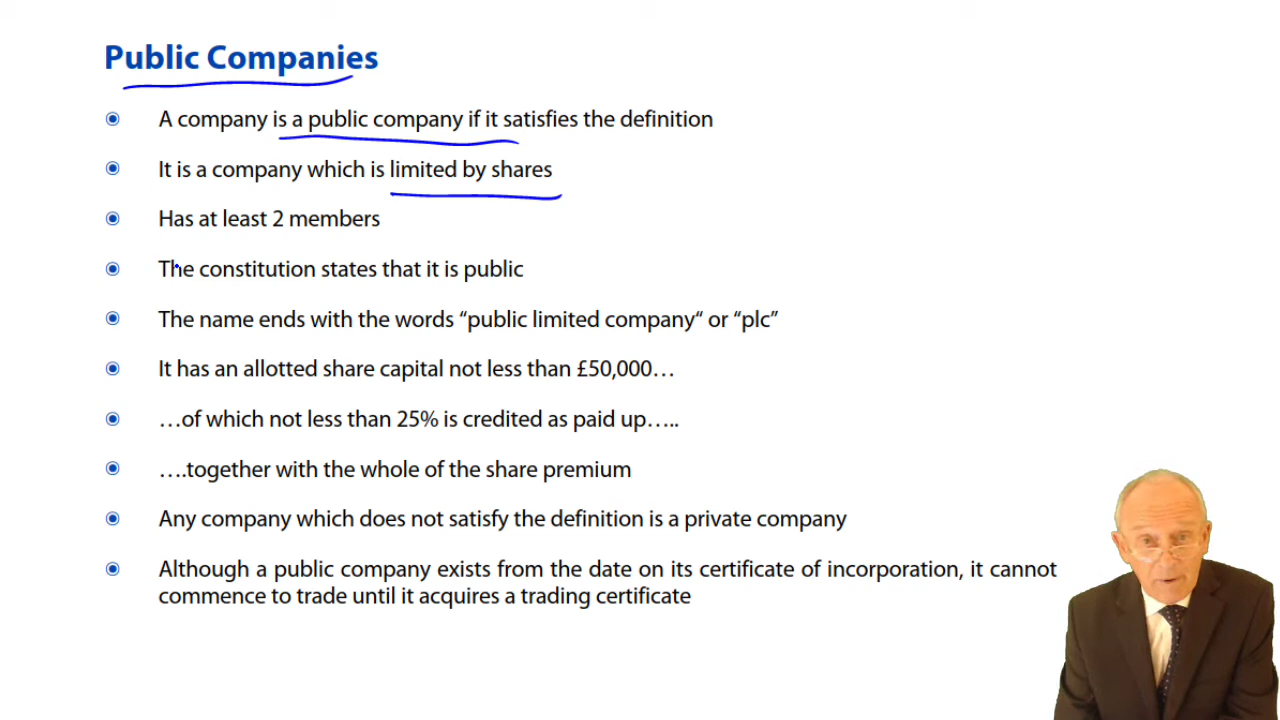 Public Companies
A company is a public company if it satisfies the definition
It is a company which is limited by shares
Has at least 2 members
The constitution states that it is public
The name ends with the words “public limited company“ or “plc”
It has an allotted share capital not less than £50,000…
…of which not less than 25% is credited as paid up…..
….together with the whole of the share premium
Any company which does not satisfy the definition is a private company
Although a public company exists from the date on its certificate of incorporation, it cannot
commence to trade until it acquires a trading certificate